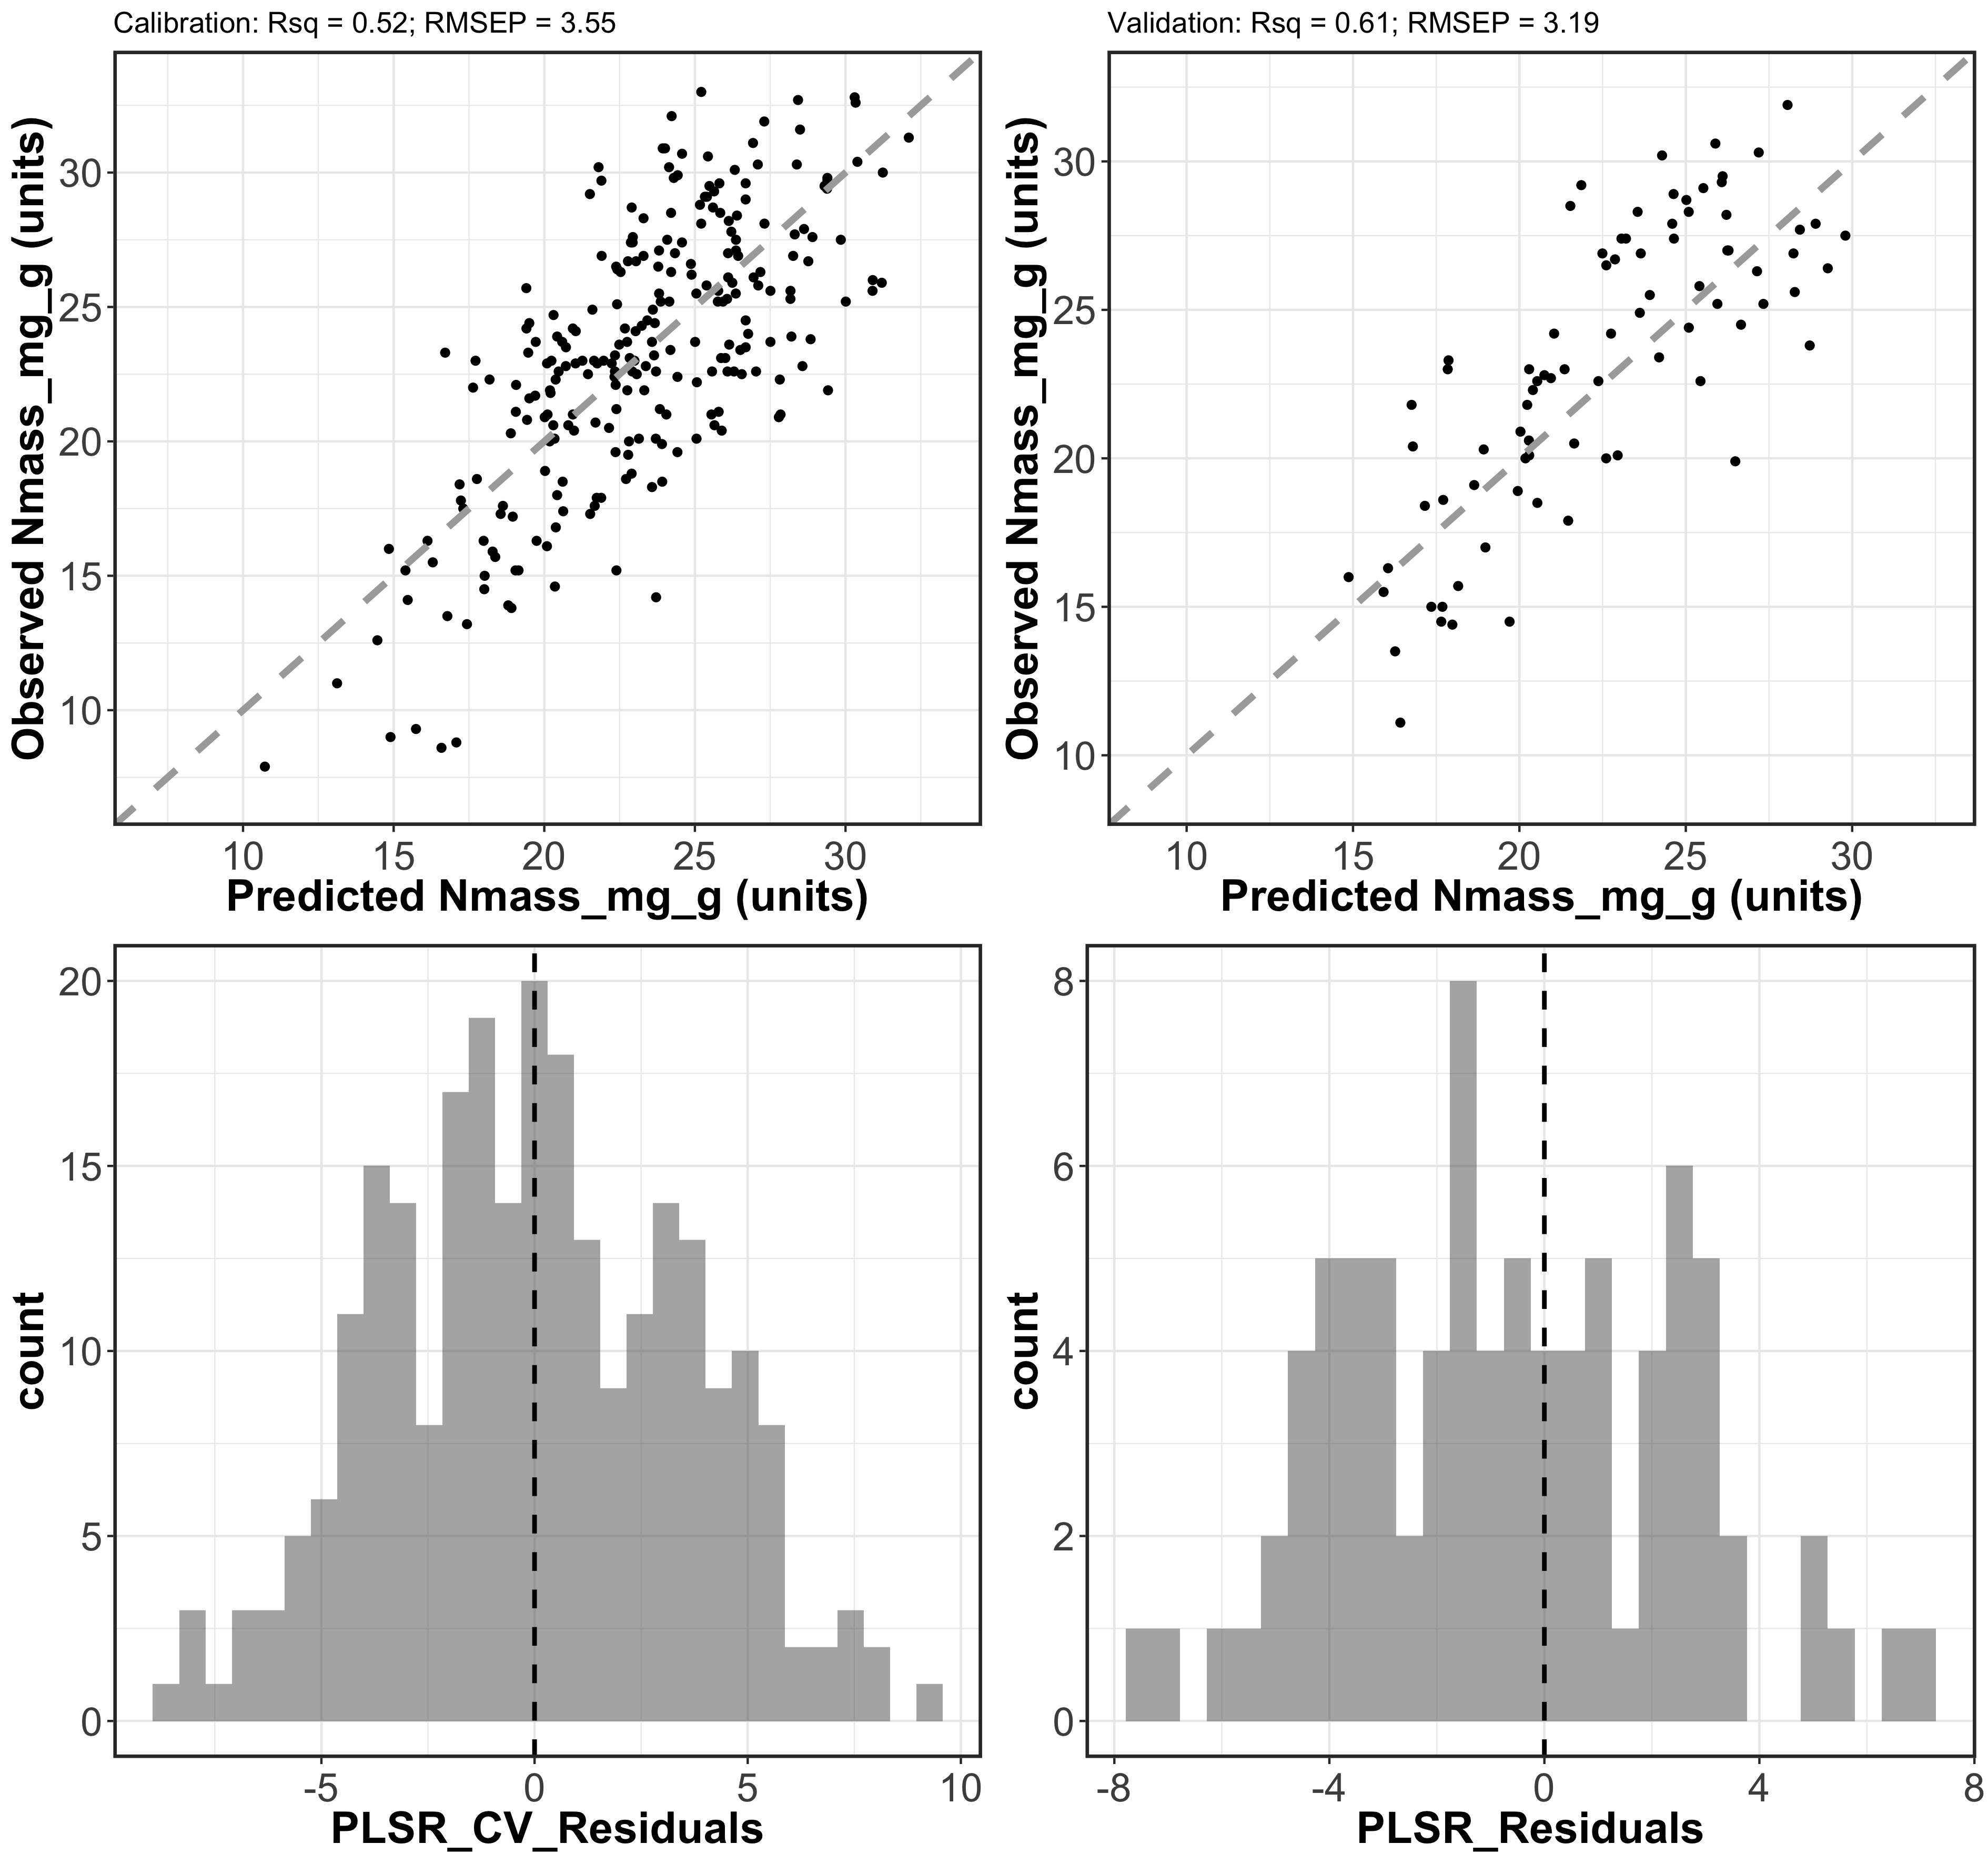 Calibration: Rsq = 0.52; RMSEP = 3.55
Observed Nmass_mg_g (units)
30
25
20
15
10
10 15 20 25 30
Predicted Nmass_mg_g (units)
Validation: Rsq = 0.61; RMSEP = 3.19
Observed Nmass_mg_g (units)
30
25
20
15
10
10 15 20 25 30
Predicted Nmass_mg_g (units)
count
20
15
10
5
0
-5 0 5 10
PLSR_CV_Residuals
count
8
6
4
2
0
-8 -4 0 4 8
PLSR_Residuals